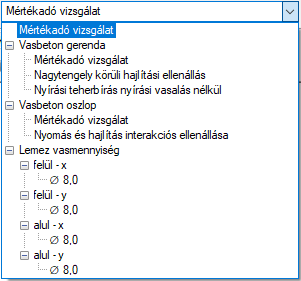 Mértékadó vizsgálat
Mértékadó vizsgálat
Vasbeton gerenda
Mértékadó vizsgálat
Nagytengely körüli hajlítási ellenállás
Nyírási teherbírás nyírási vasalás nélkül
Vasbeton oszlop
Mértékadó vizsgálat
Nyomás és hajlítás interakciós ellenállása
Lemez vasmennyiség
felül - x
Ø 8,0
felül - y
Ø 8,0
alul - x
Ø 8,0
alul - y
Ø 8,0